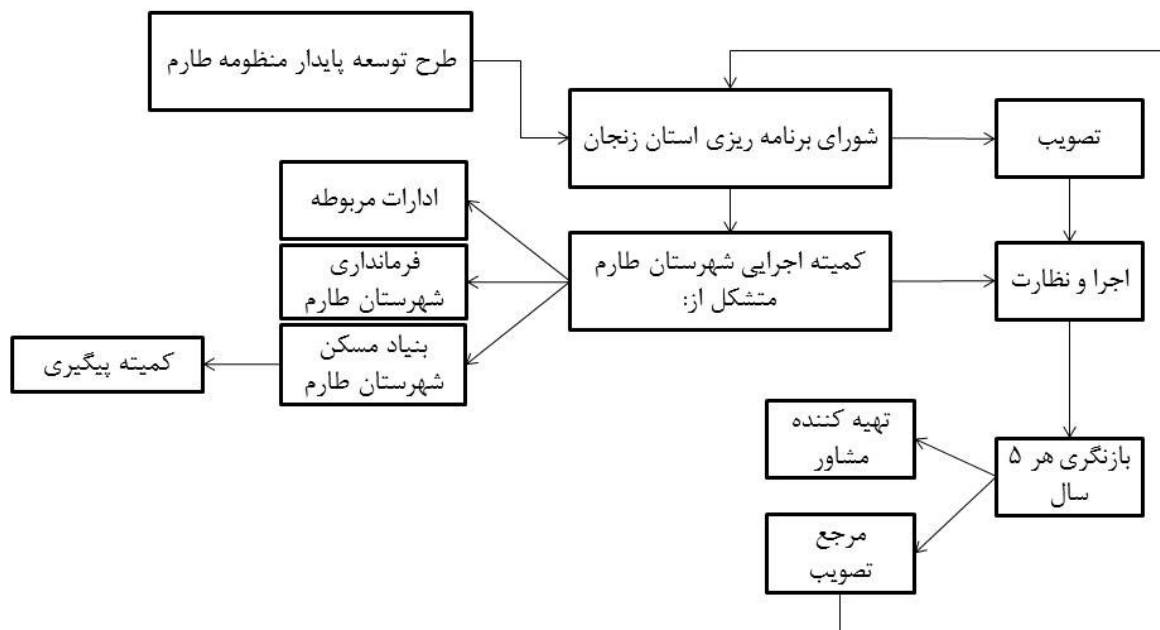 طرح توسعه پایدار منظومه طارم
شورای برنامه ریزی استان زنجان
تصویب
ادارات مربوطه
کمیته اجرایی شهرستان طارم
متشکل از:
اجرا و نظارت
فرمانداری
شهرستان طارم
بنیاد مسکن
شهرستان طارم
کمیته پیگیری
تهیه کننده
مشاور
بازنگری هر ۵
سال
مرجع
تصویب